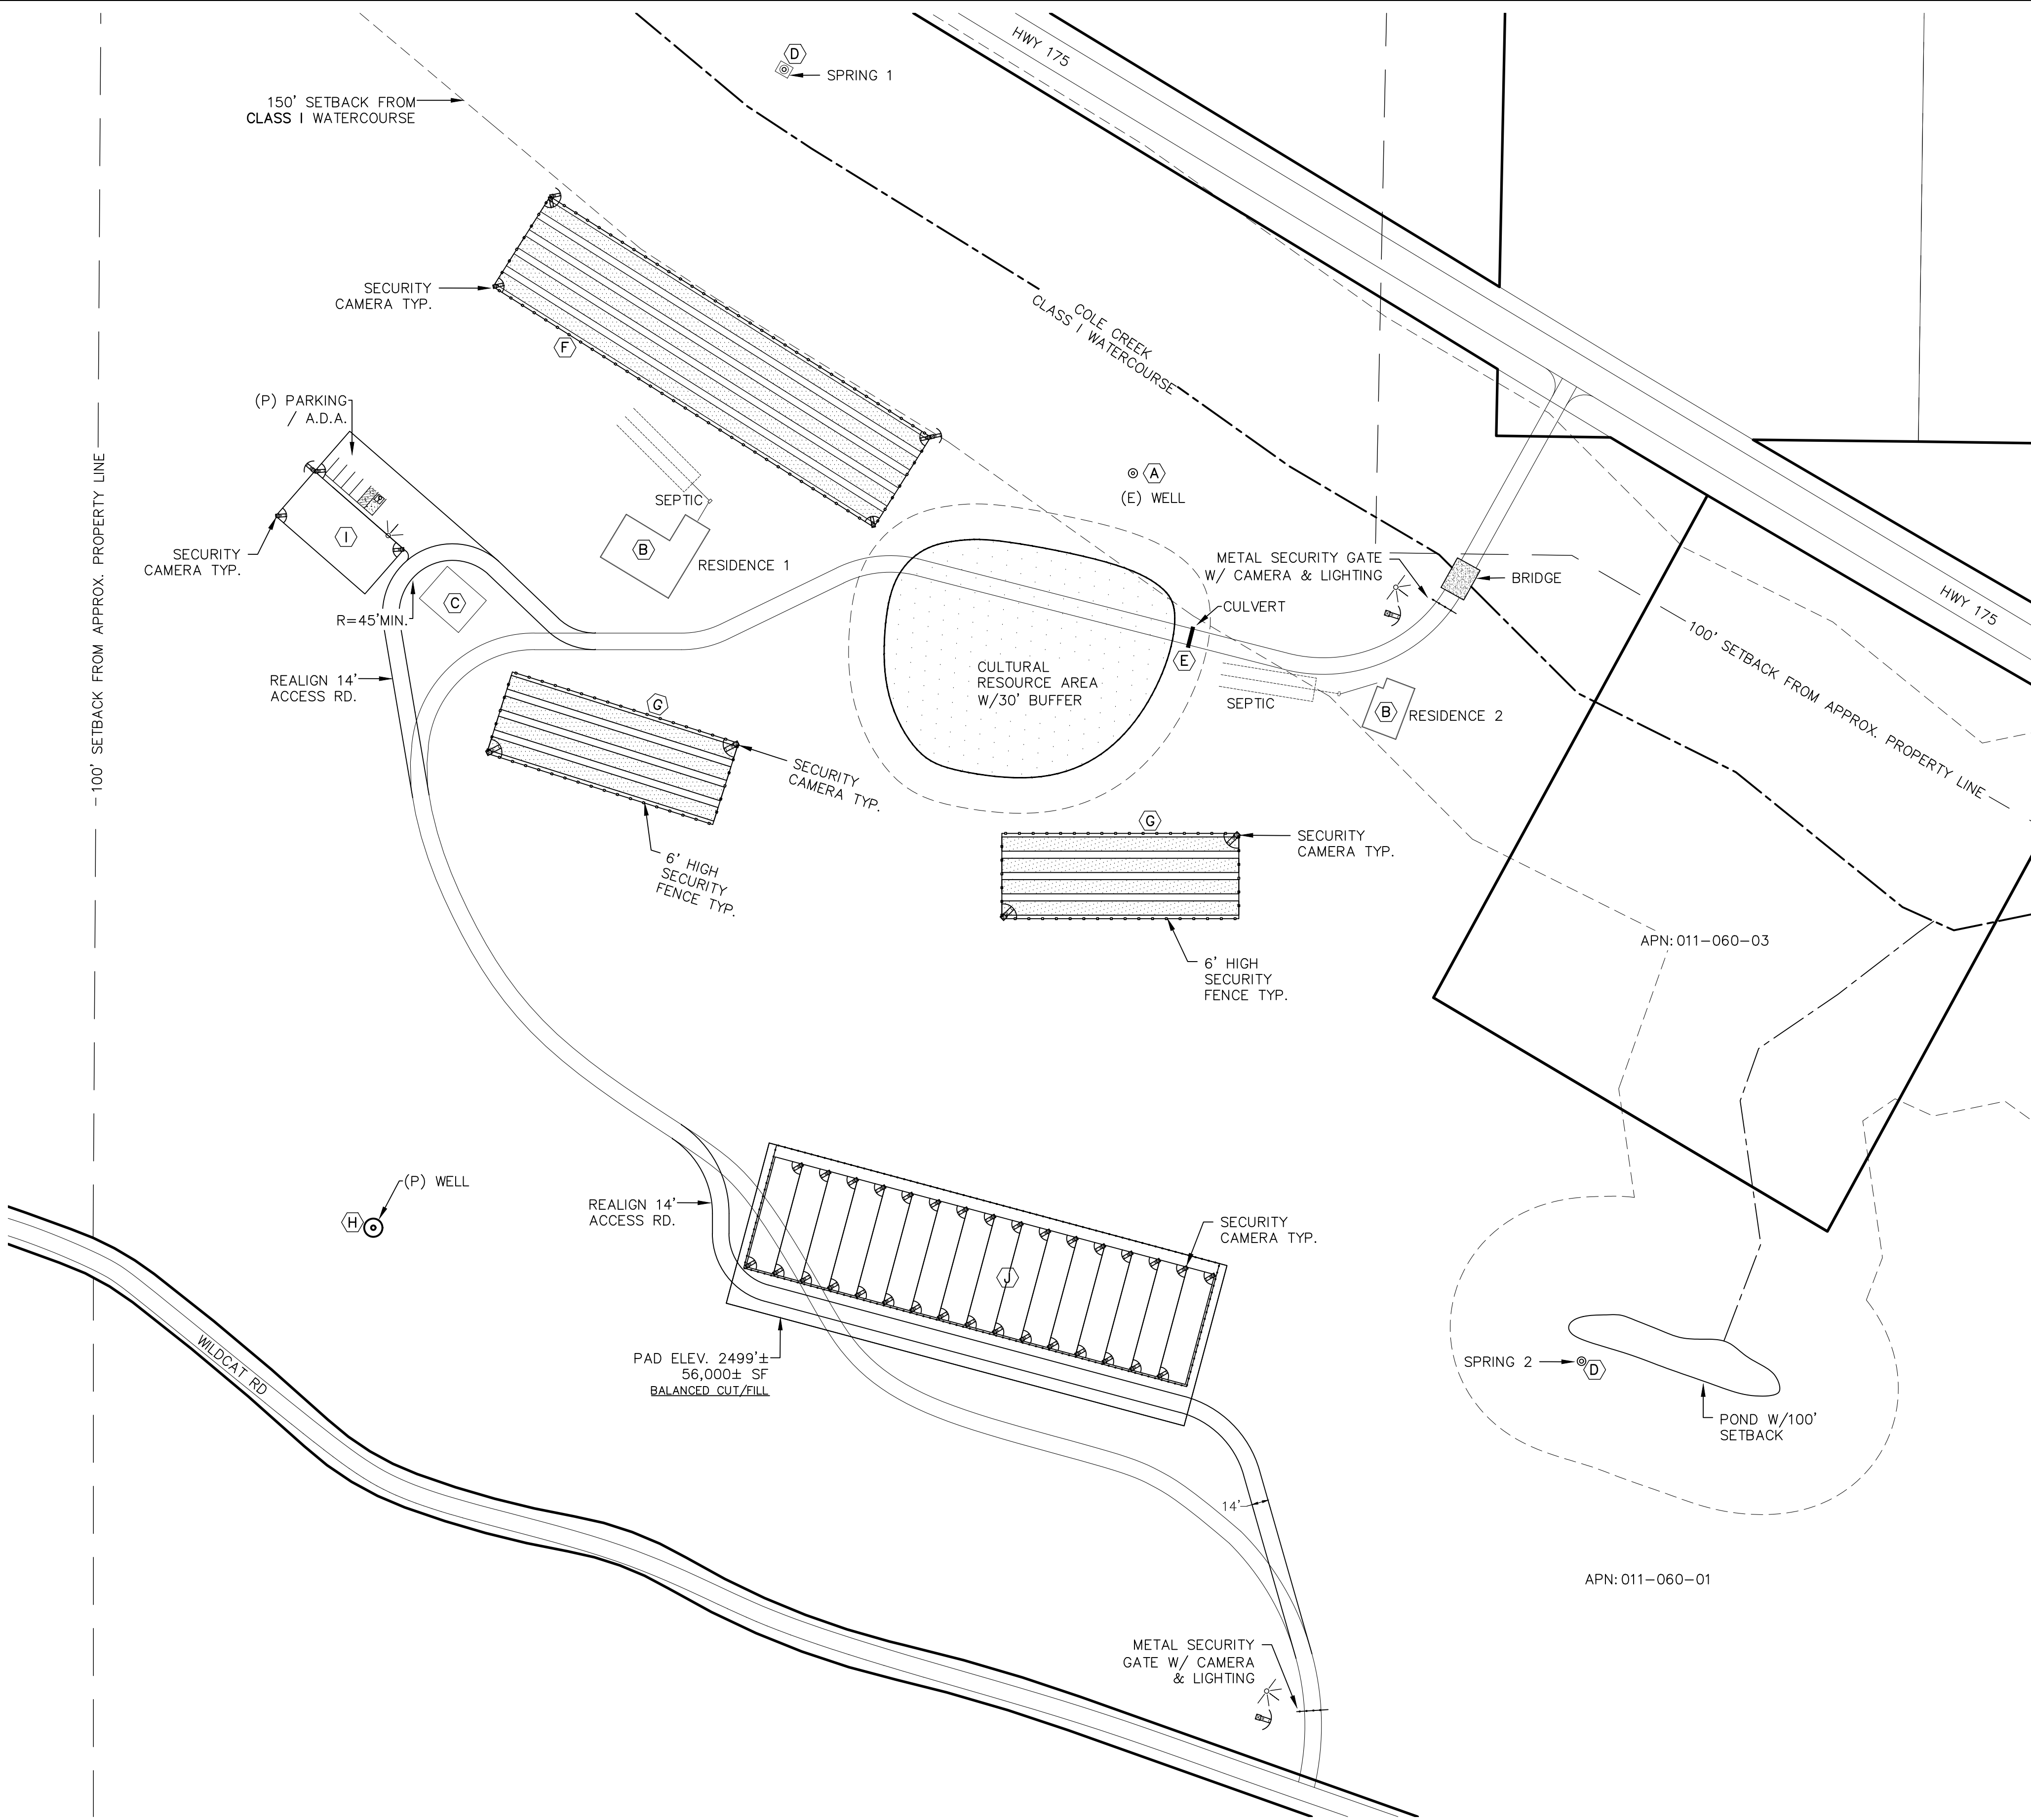 HWY 175
D
SPRING 1
150' SETBACK FROM
CLASS I WATERCOURSE
SECURITY
CAMERA TYP.
F
COLE CREEK
CLASS I WATERCOURSE
(P) PARKING
/ A.D.A.
A
(E) WELL
SEPTIC
B
RESIDENCE 1
I
SECURITY
CAMERA TYP.
C
R=45'MIN.
METAL SECURITY GATE
W/ CAMERA & LIGHTING
BRIDGE
CULVERT
E
HWY 175
100' SETBACK FROM APPROX. PROPERTY LINE
100' SETBACK FROM APPROX. PROPERTY LINE
REALIGN 14'
ACCESS RD.
G
CULTURAL
RESOURCE AREA
W/30' BUFFER
SEPTIC
B
RESIDENCE 2
SECURITY
CAMERA TYP.
6' HIGH
SECURITY
FENCE TYP.
G
SECURITY
CAMERA TYP.
6' HIGH
SECURITY
FENCE TYP.
APN:011-060-03
(P) WELL
H
REALIGN 14'
ACCESS RD.
SECURITY
CAMERA TYP.
J
WILDCAT RD
PAD ELEV. 2499'±
56,000± SF
BALANCED CUT/FILL
SPRING 2
D
POND W/100'
SETBACK
14'
APN:011-060-01
METAL SECURITY
GATE W/ CAMERA
& LIGHTING